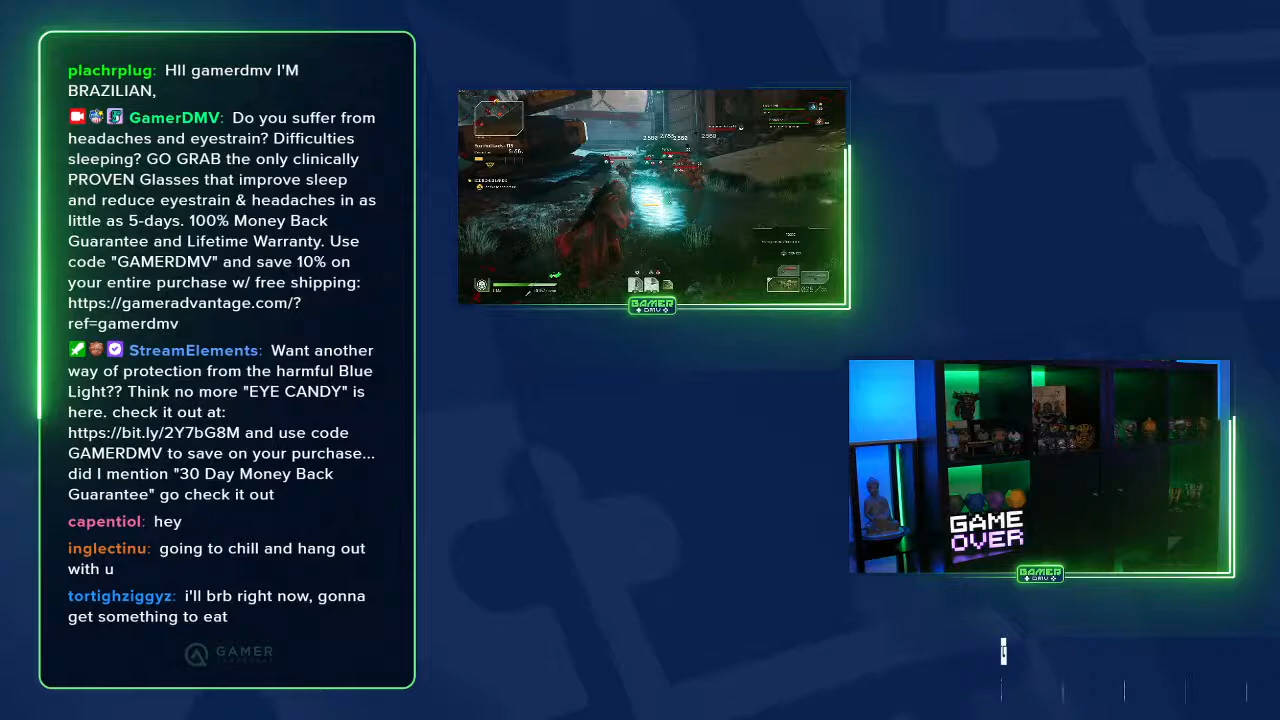 plachrplug: HII gamerdmv I'M
BRAZILIAN,
GamerDMV: Do you suffer from
headaches and eyestrain? Difficulties
sleeping? GO GRAB the only clinically
PROVEN Glasses that improve sleep
and reduce eyestrain & headaches in as
little as 5-days. 100% Money Back
Guarantee and Lifetime Warranty. Use
code "GAMERDMV" and save 10% on
your entire purchase w/ free shipping:
https://gameradvantage.com/?
ref=gamerdmv
StreamElements: Want another
way of protection from the harmful Blue
Light?? Think no more "EYE CANDY" is
here. check it out at:
https://bit.ly/2Y7bG8M and use code
GAMERDMV to save on your purchase...
did I mention "30 Day Money Back
Guarantee" go check it out
capentiol: hey
inglectinu: going to chill and hang out
with u
tortighziggyz: i'll brb right now, gonna
get something to eat
GAMER
GAMER
DMV
GAME
OVER
GAMER
DMV